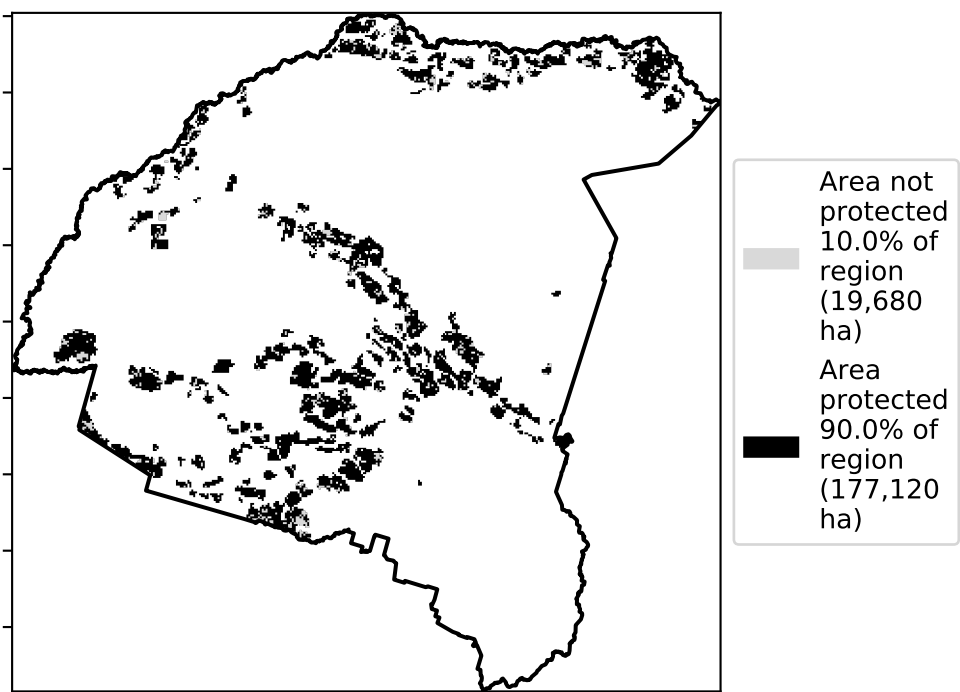 Area not
protected
10.0% of
region
(19,680
ha)
Area
protected
90.0% of
region
(177,120
ha)